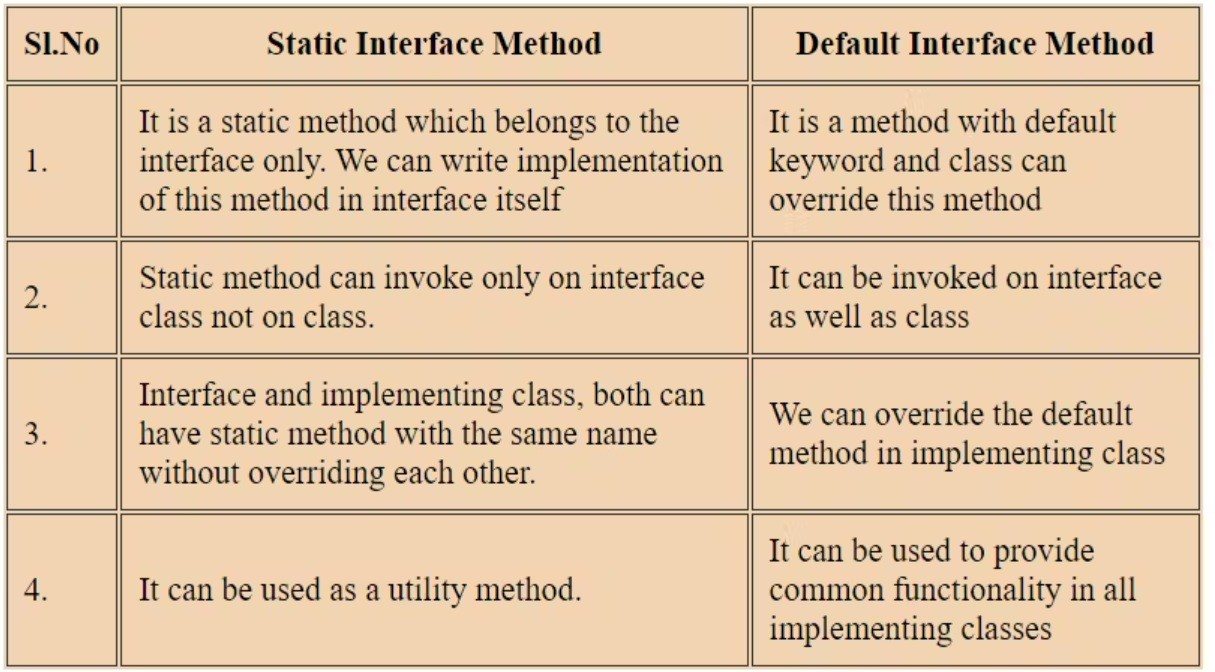 Sl.No Static Interface Method Default Interface Method
1.
It is a static method which belongs to the
interface only. We can write implementation
of this method in interface itself
It is a method with default
keyword and class can
override this method
2.
Static method can invoke only on interface
class not on class.
It can be invoked on interface
as well as class
3.
Interface and implementing class, both can
have static method with the same name
without overriding each other.
We can override the default
method in implementing class
4.
It can be used as a utility method.
It can be used to provide
common functionality in all
implementing classes